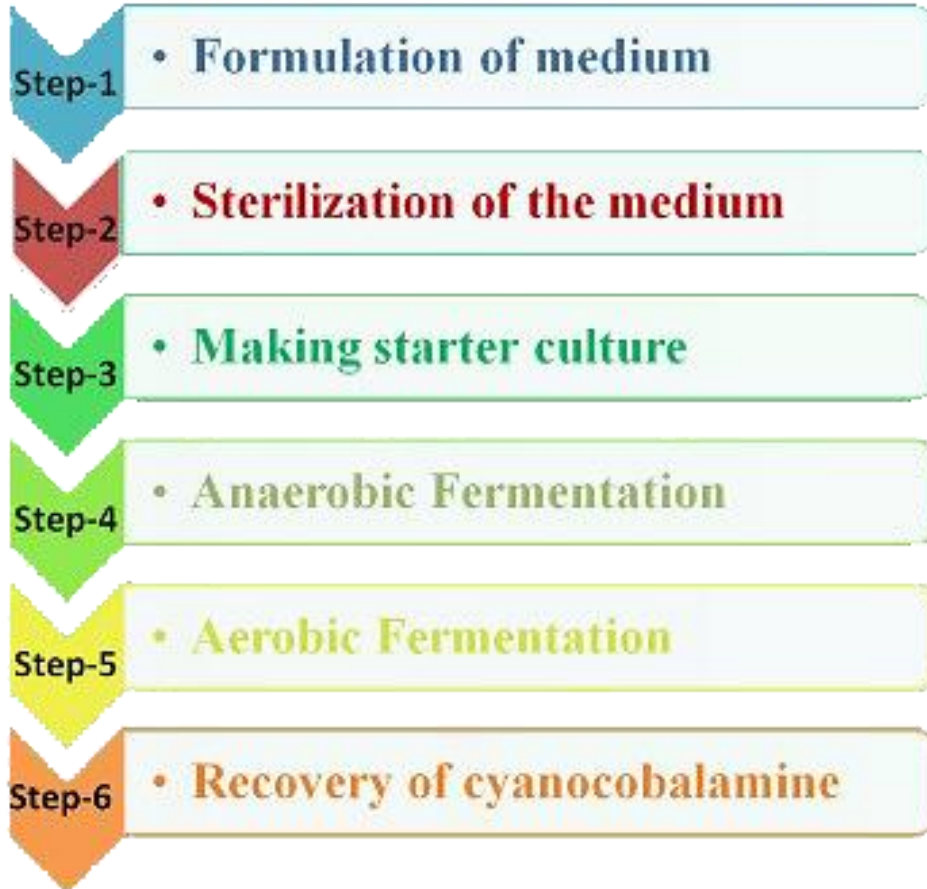 Step-1
• Formulation of medium
Step-2
• Sterilization of the medium
Step-3
• Making starter culture
Step-4
• Anaerobic Fermentation
Step-5
• Aerobic Fermentation
Step-6
• Recovery of cyanocobalamine